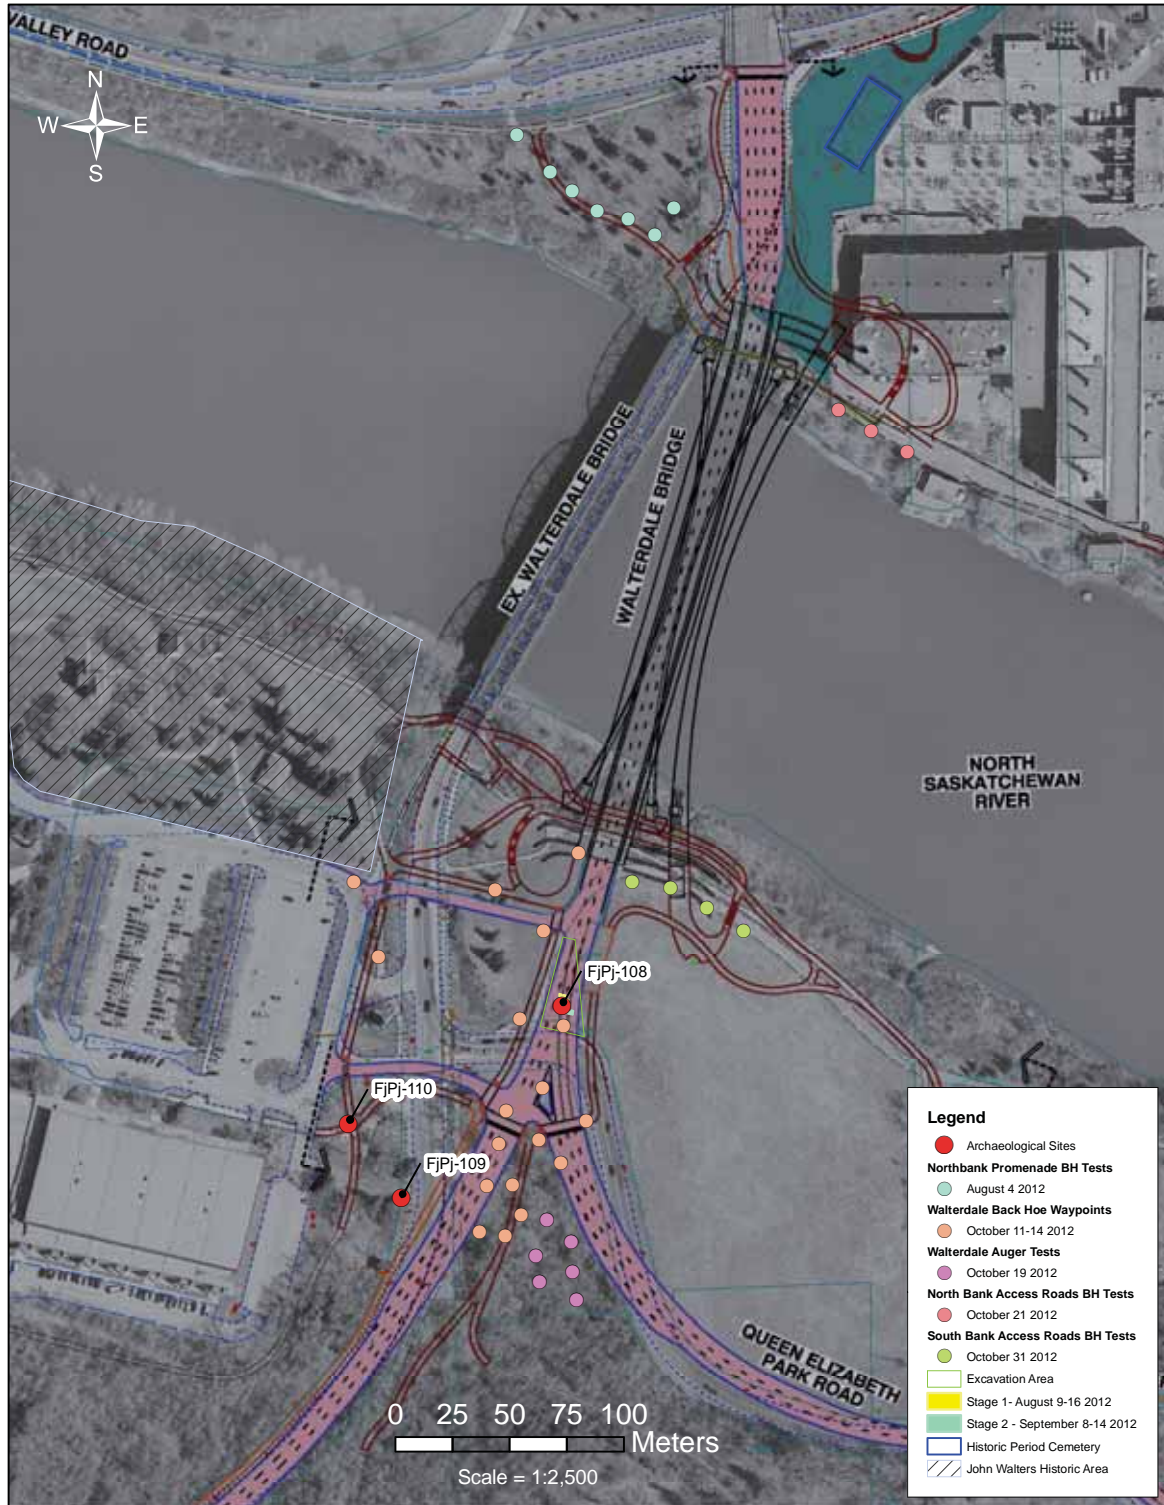 VALLEY ROAD
N
W
E
S
EX. WALTERDALE BRIDGE
WALTERDALE BRIDGE
NORTH
SASKATCHEWAN
RIVER
FjPj-108
FjPj-110
FjPj-109
QUEEN ELIZABETH
PARK ROAD
0 25 50 75 100
Meters
Scale = 1:2,500
Legend
Archaeological Sites
Northbank Promenade BH Tests
August 4 2012
Walterdale Back Hoe Waypoints
October 11-14 2012
Walterdale Auger Tests
October 19 2012
North Bank Access Roads BH Tests
October 21 2012
South Bank Access Roads BH Tests
October 31 2012
Excavation Area
Stage 1- August 9-16 2012
Stage 2 - September 8-14 2012
Historic Period Cemetery
John Walters Historic Area